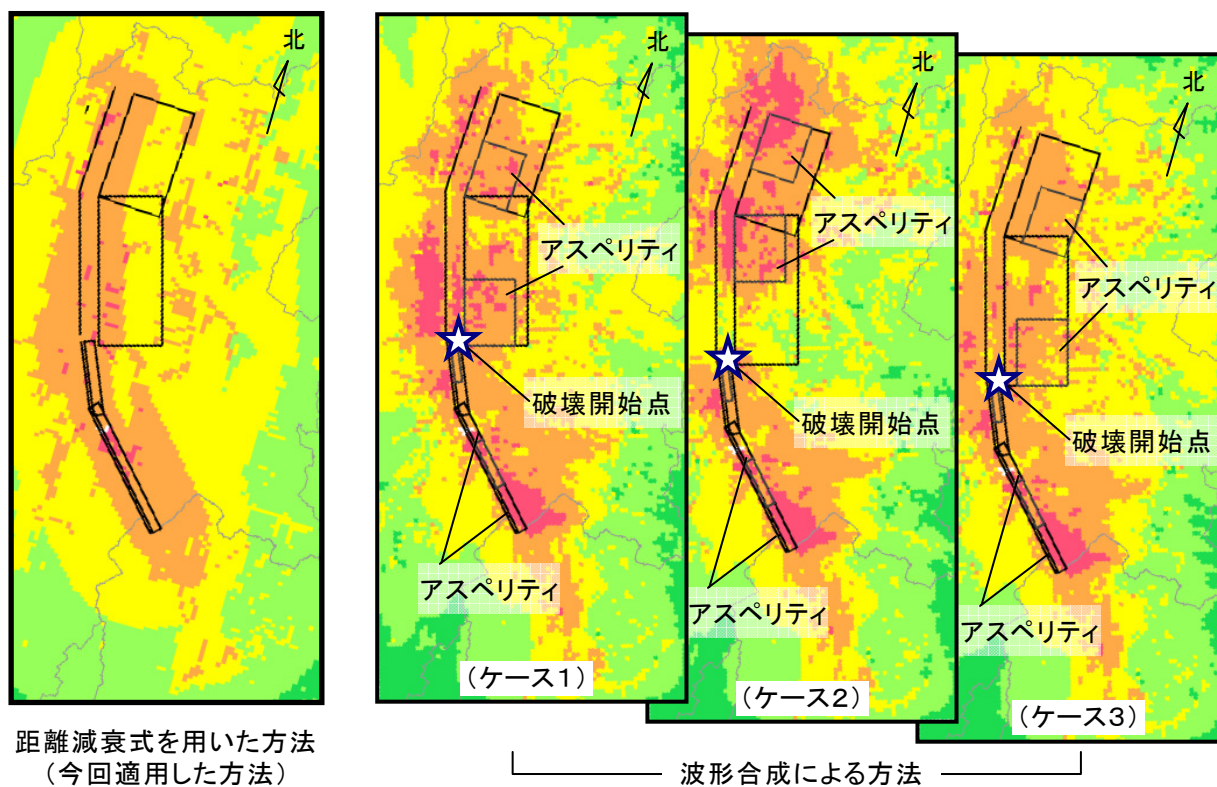 北
距離減衰式を用いた方法
（今回適用した方法）
北
アスペリティ
破壊開始点
アスペリティ
（ケース１）
北
アスペリティ
破壊開始点
アスペリティ
（ケース２）
北
アスペリティ
破壊開始点
アスペリティ
（ケース３）
波形合成による方法